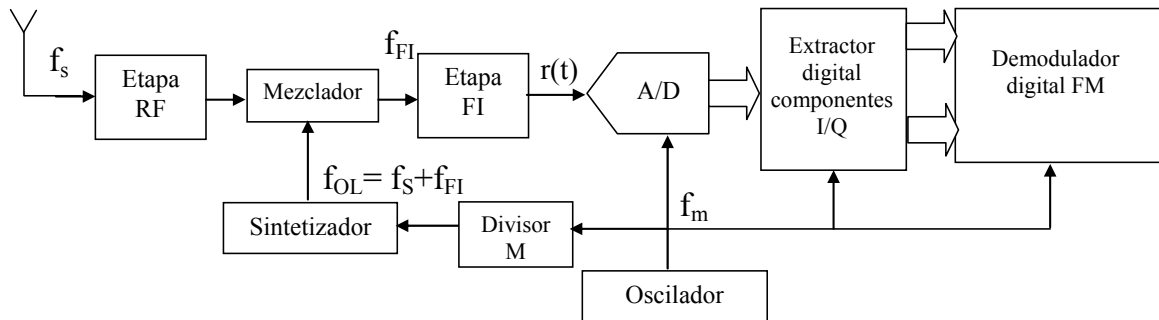 f_s
Etapa
RF
Mezclador
f_FI
Etapa
FI
r(t)
A/D
Extractor
digital
componentes
I/Q
Demodulador
digital FM
f_OL= f_S+f_FI
Sintetizador
Divisor
M
f_m
Oscilador